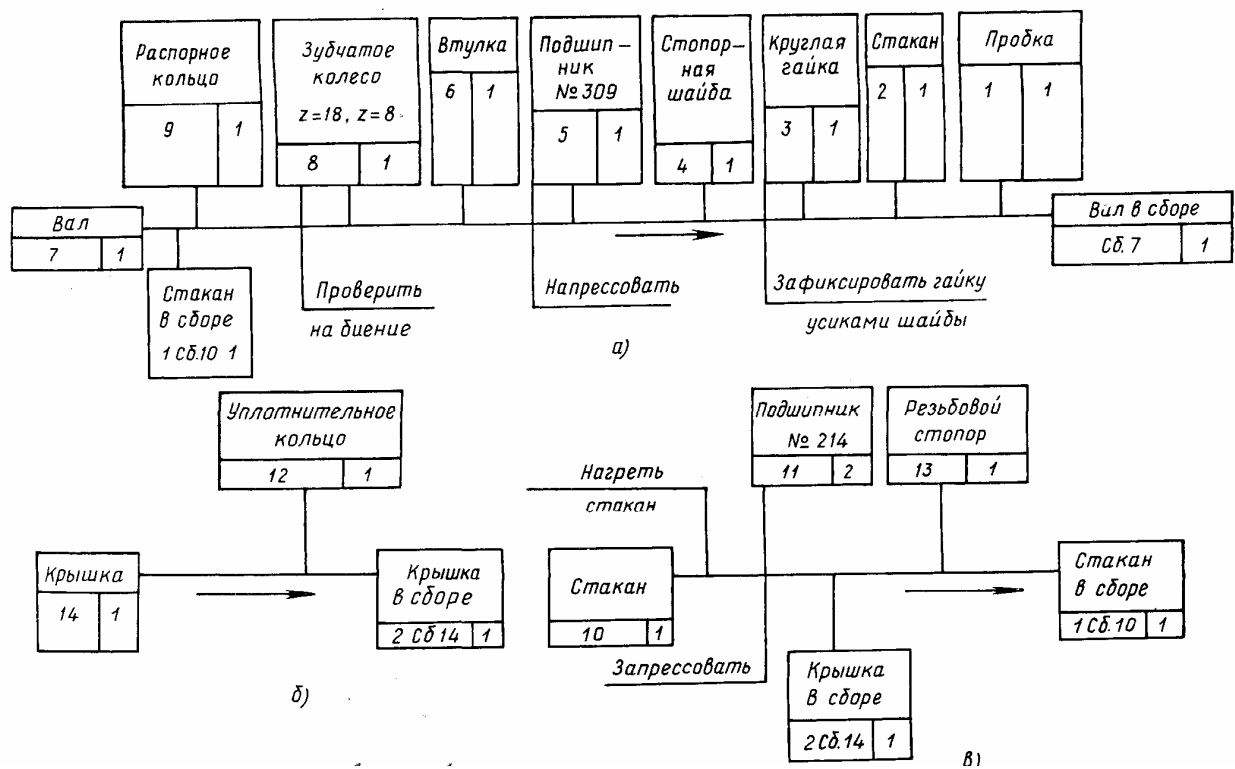 Распорное
кольцо
9 1
Зубчатое
колесо
z=18, z=8
8 1
Втулка
6 1
Подшип-
ник
№ 309
5 1
Стопор-
ная
шайба
4 1
Круглая
гайка
3 1
Стакан
2 1
Пробка
1 1
Вал
7 1
Вал в сборе
Сб. 7 1
Стакан
в сборе
1 Сб.10 1
Проверить
на биение
Напрессовать
Зафиксировать гайку
усиками шайбы
а)
Уплотнительное
кольцо
12 1
Крышка
14 1
Крышка
в сборе
2 Сб 14 1
б)
Подшипник
№ 214
11 2
Резьбовой
стопор
13 1
Нагреть
стакан
Стакан
10 1
Стакан
в сборе
1 Сб.10 1
Запрессовать
Крышка
в сборе
2 Сб.14 1
в)